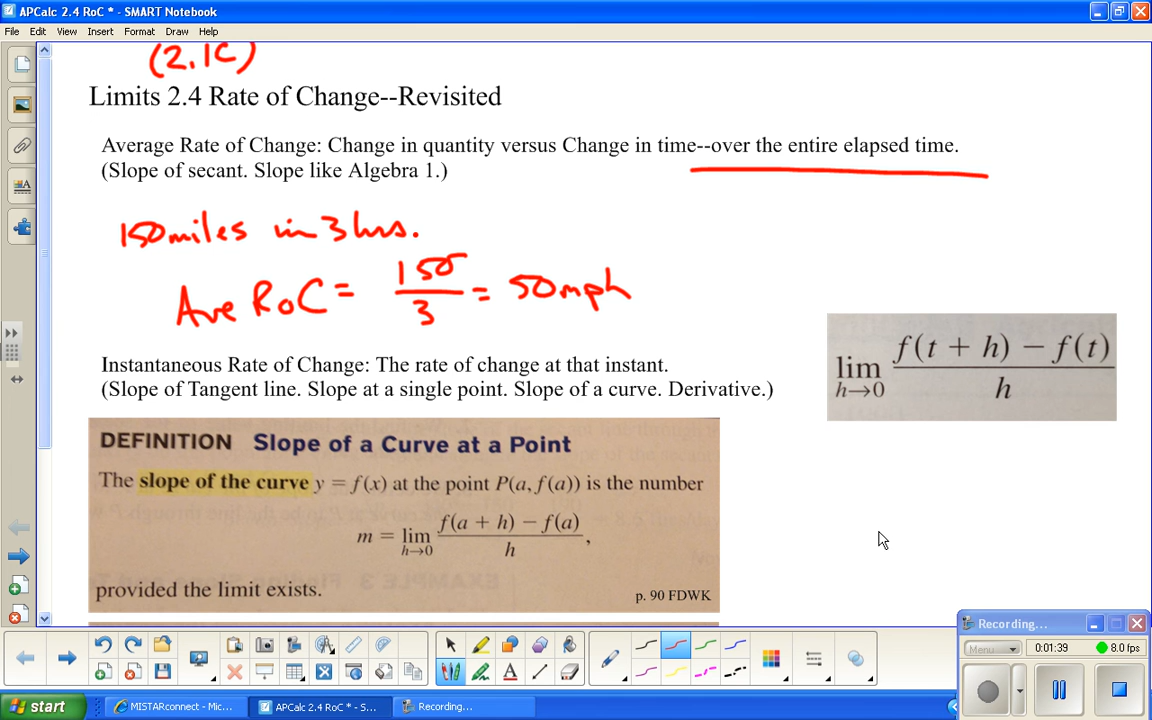 APCalc 2.4 RoC * - SMART Notebook
File Edit View Insert Format Draw Help
(2.1C)
Limits 2.4 Rate of Change--Revisited
Average Rate of Change: Change in quantity versus Change in time--over the entire elapsed time.
(Slope of secant. Slope like Algebra 1.)
150 miles in 3 hrs.
Ave RoC = 150/3 = 50mph
Instantaneous Rate of Change: The rate of change at that instant.
(Slope of Tangent line. Slope at a single point. Slope of a curve. Derivative.)
lim h→0 f(t + h) − f(t) / h
DEFINITION Slope of a Curve at a Point
The slope of the curve y = f(x) at the point P(a, f(a)) is the number
m = lim h→0 f(a + h) − f(a) / h ,
provided the limit exists.
p. 90 FDWK
Recording...
Menu
0:01:39
8.0 fps
start
MISTARconnect - Mic...
APCalc 2.4 RoC * - S...
Recording...